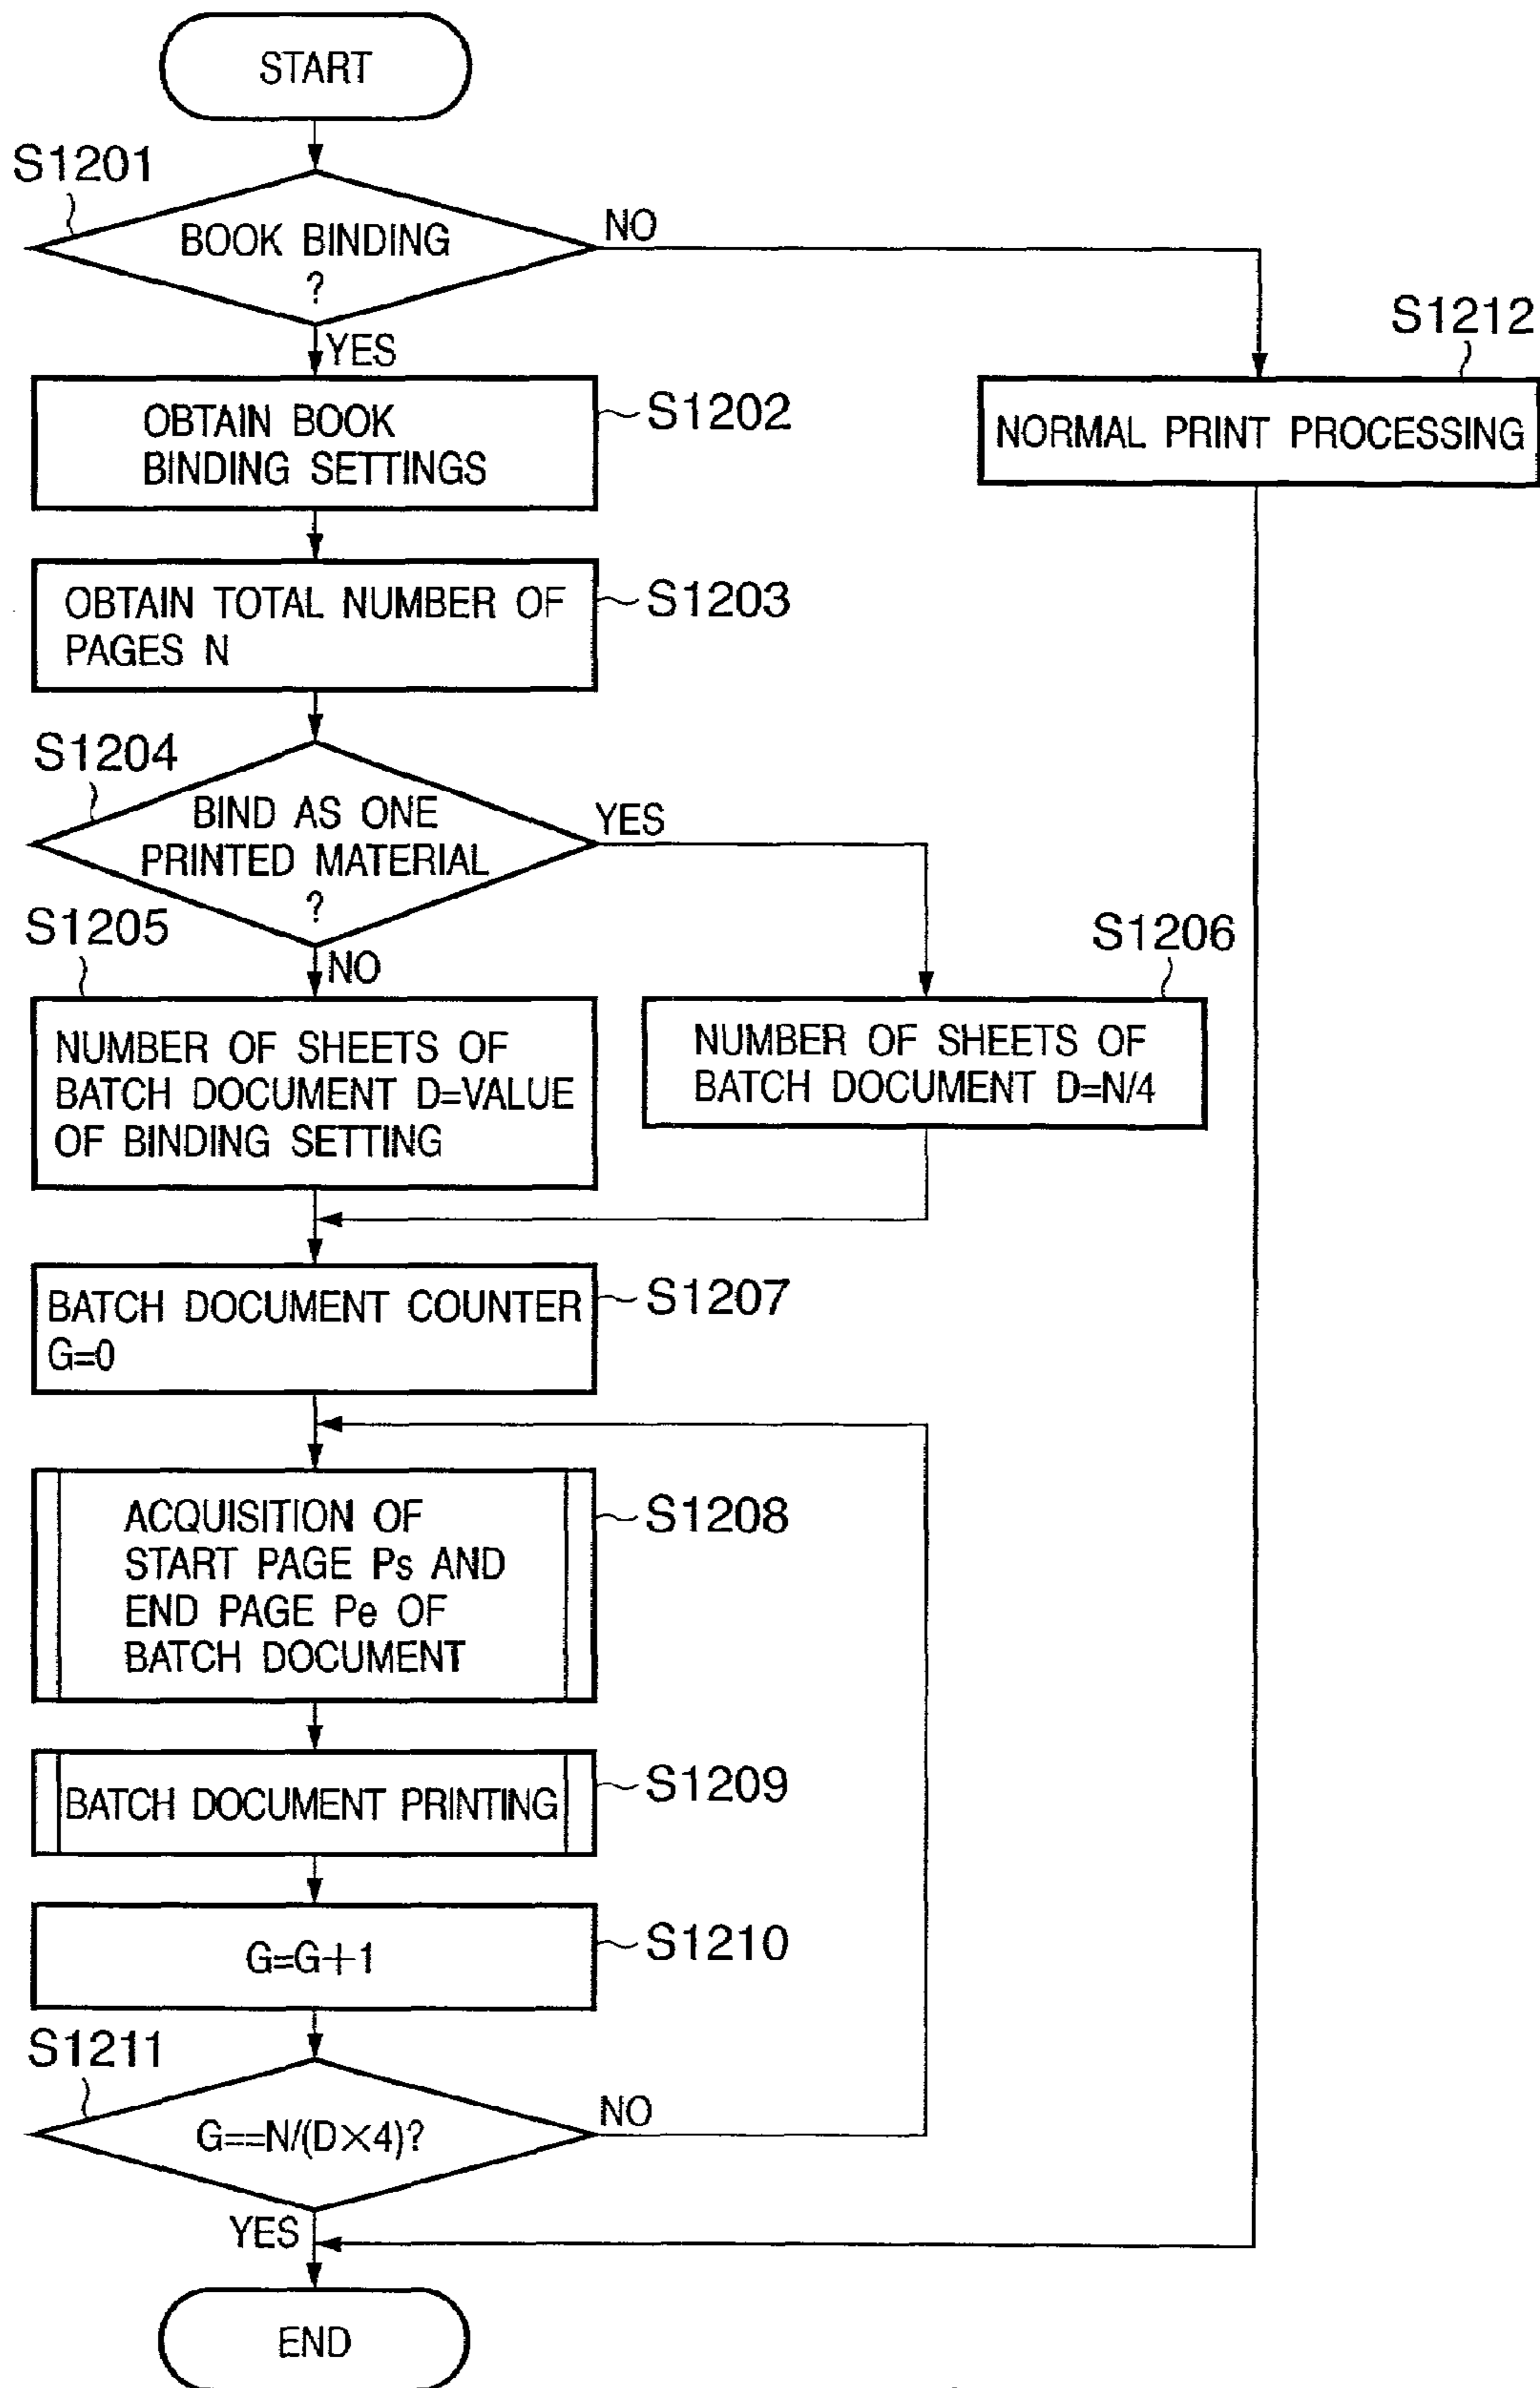 START
S1201
BOOK BINDING
?
NO
YES
S1212
NORMAL PRINT PROCESSING
OBTAIN BOOK
BINDING SETTINGS
S1202
OBTAIN TOTAL NUMBER OF
PAGES N
S1203
S1204
BIND AS ONE
PRINTED MATERIAL
?
YES
NO
S1205
NUMBER OF SHEETS OF
BATCH DOCUMENT D=VALUE
OF BINDING SETTING
S1206
NUMBER OF SHEETS OF
BATCH DOCUMENT D=N/4
BATCH DOCUMENT COUNTER
G=0
S1207
ACQUISITION OF
START PAGE Ps AND
END PAGE Pe OF
BATCH DOCUMENT
S1208
BATCH DOCUMENT PRINTING
S1209
G=G+1
S1210
S1211
G==N/(D×4)?
NO
YES
END